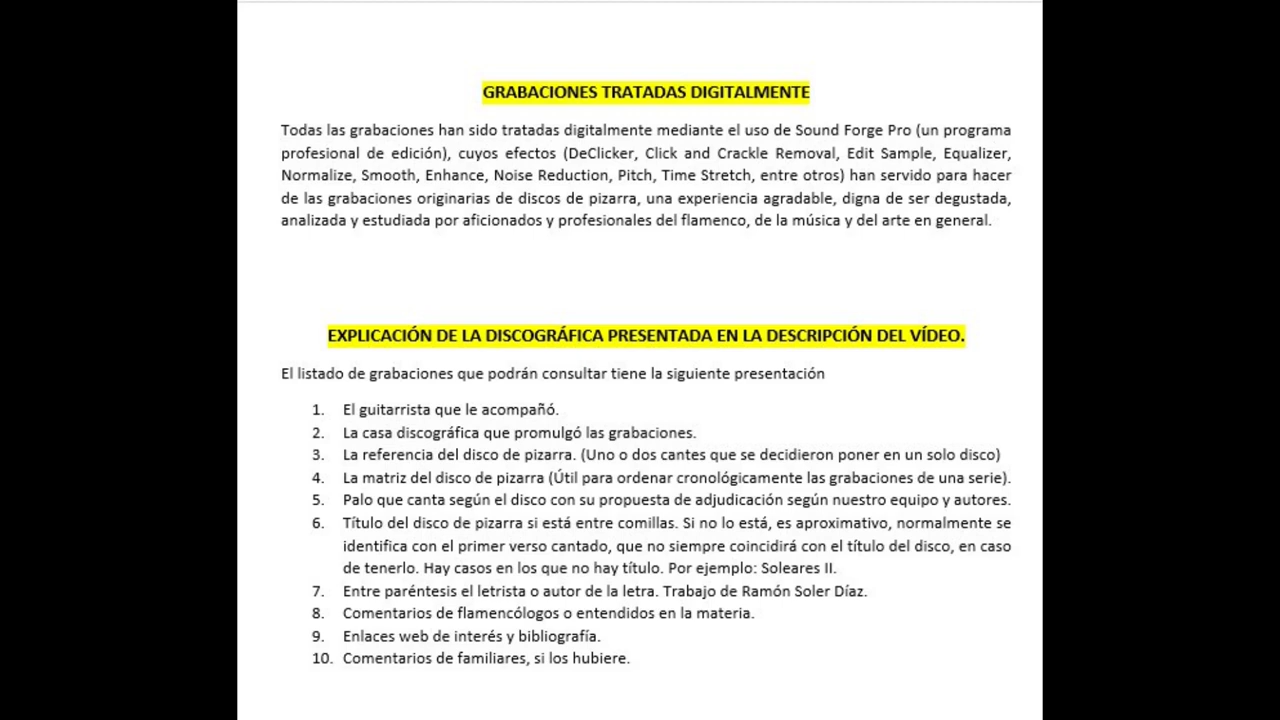 GRABACIONES TRATADAS DIGITALMENTE
Todas las grabaciones han sido tratadas digitalmente mediante el uso de Sound Forge Pro (un programa
profesional de edición), cuyos efectos (DeClicker, Click and Crackle Removal, Edit Sample, Equalizer,
Normalize, Smooth, Enhance, Noise Reduction, Pitch, Time Stretch, entre otros) han servido para hacer
de las grabaciones originarias de discos de pizarra, una experiencia agradable, digna de ser degustada,
analizada y estudiada por aficionados y profesionales del flamenco, de la música y del arte en general.
EXPLICACIÓN DE LA DISCOGRÁFICA PRESENTADA EN LA DESCRIPCIÓN DEL VÍDEO.
El listado de grabaciones que podrán consultar tiene la siguiente presentación
1. El guitarrista que le acompañó.
2. La casa discográfica que promulgó las grabaciones.
3. La referencia del disco de pizarra. (Uno o dos cantes que se decidieron poner en un solo disco)
4. La matriz del disco de pizarra (Útil para ordenar cronológicamente las grabaciones de una serie).
5. Palo que canta según el disco con su propuesta de adjudicación según nuestro equipo y autores.
6. Título del disco de pizarra si está entre comillas. Si no lo está, es aproximativo, normalmente se
identifica con el primer verso cantado, que no siempre coincidirá con el título del disco, en caso
de tenerlo. Hay casos en los que no hay título. Por ejemplo: Soleares II.
7. Entre paréntesis el letrista o autor de la letra. Trabajo de Ramón Soler Díaz.
8. Comentarios de flamencólogos o entendidos en la materia.
9. Enlaces web de interés y bibliografía.
10. Comentarios de familiares, si los hubiere.